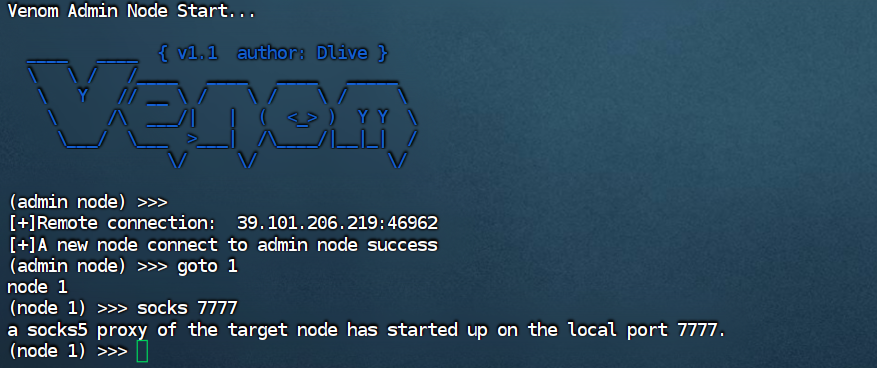 Venom Admin Node Start...
{ v1.1 author: Dlive }
Venom
(admin node) >>>
[+]Remote connection: 39.101.206.219:46962
[+]A new node connect to admin node success
(admin node) >>> goto 1
node 1
(node 1) >>> socks 7777
a socks5 proxy of the target node has started up on the local port 7777.
(node 1) >>>